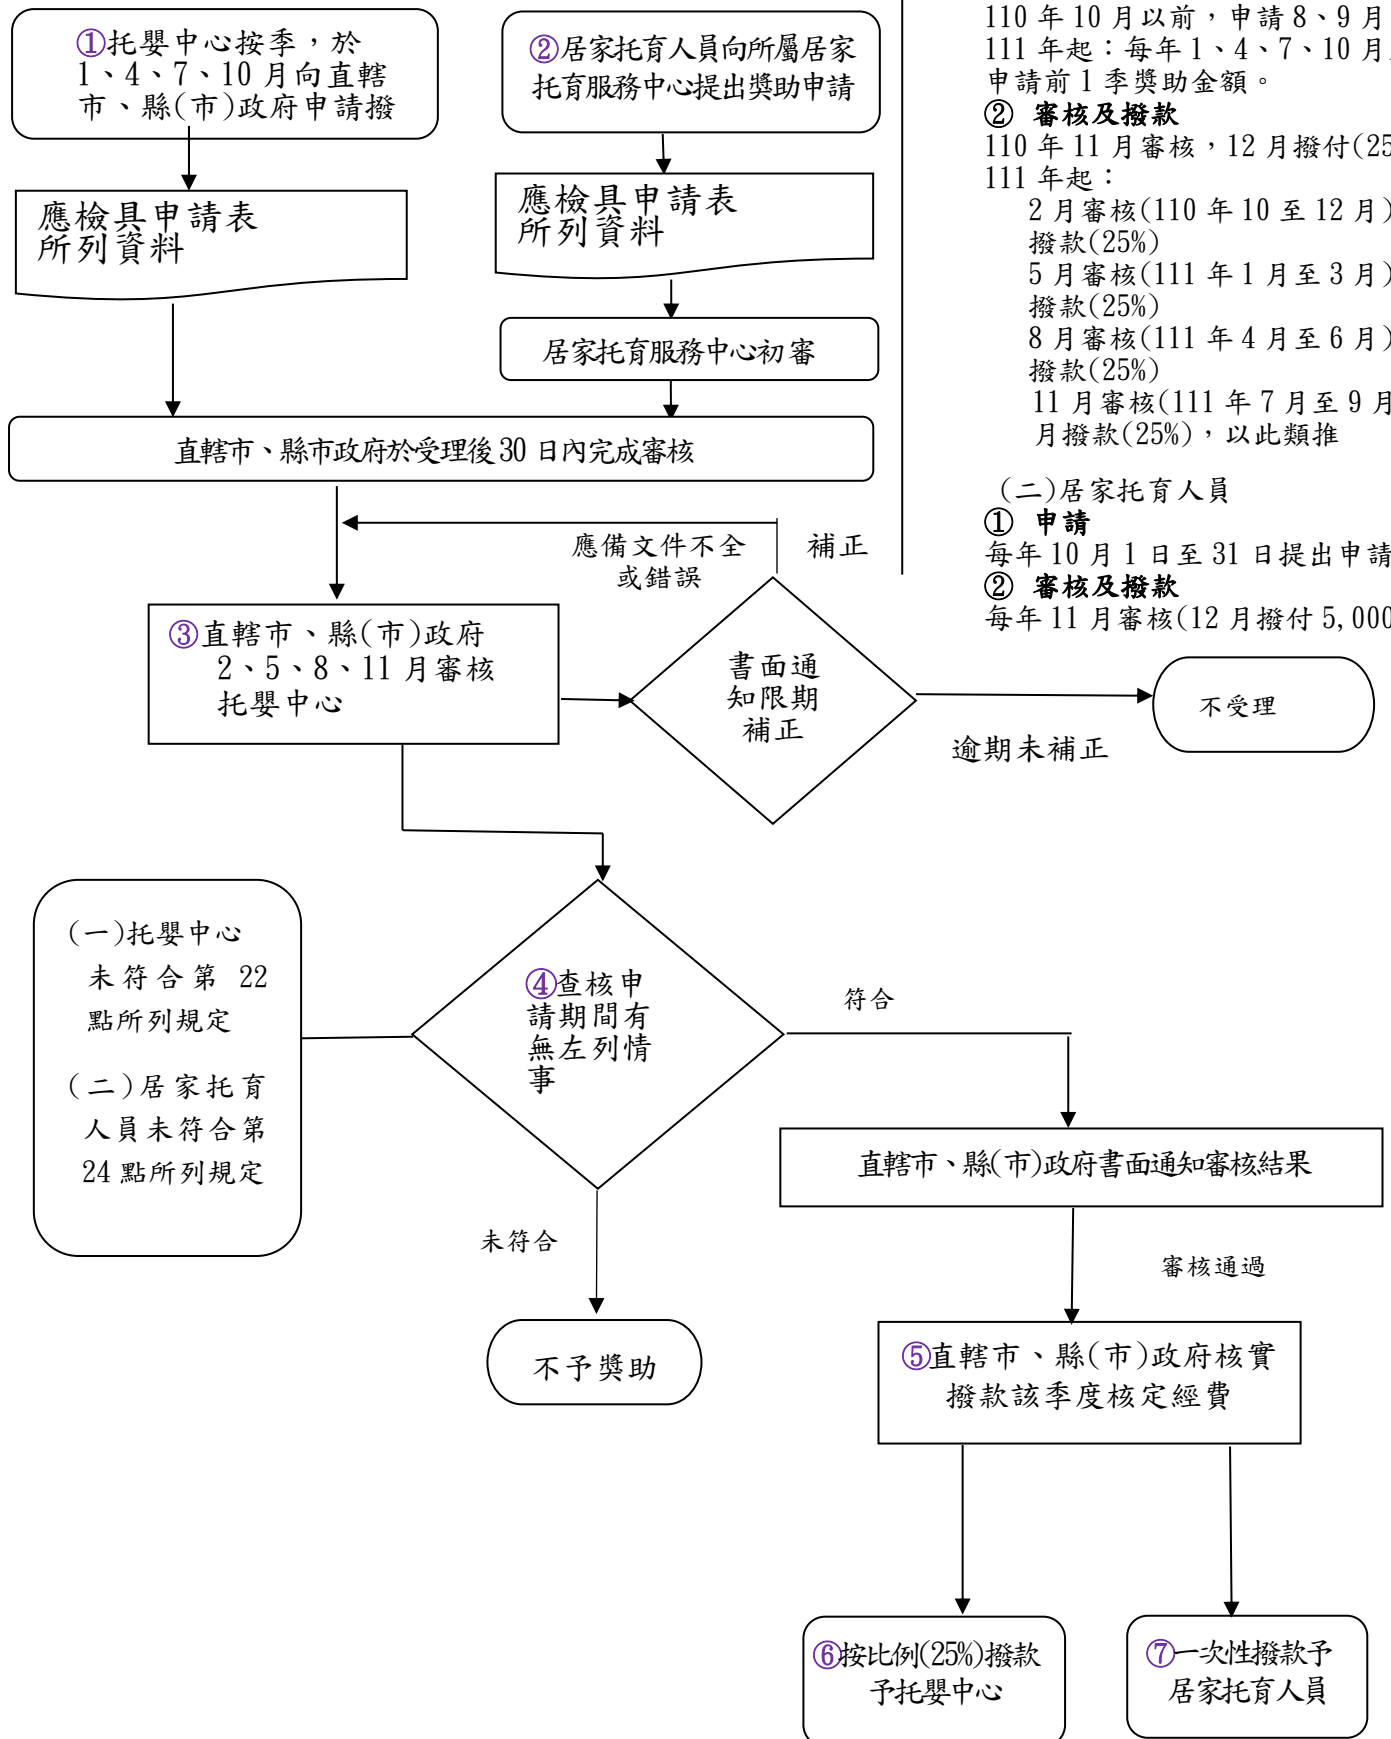 ①托嬰中心按季，於
1、4、7、10 月向直轄
市、縣(市)政府申請撥
②居家托育人員向所屬居家
托育服務中心提出獎助申請
應檢具申請表
所列資料
應檢具申請表
所列資料
居家托育服務中心初審
直轄市、縣市政府於受理後 30 日內完成審核
應備文件不全
或錯誤
補正
③直轄市、縣(市)政府
2、5、8、11 月審核
托嬰中心
書面通
知限期
補正
逾期未補正
不受理
(一)托嬰中心
未符合第 22
點所列規定
(二)居家托育
人員未符合第
24 點所列規定
④查核申
請期間有
無左列情
事
符合
未符合
不予獎助
直轄市、縣(市)政府書面通知審核結果
審核通過
⑤直轄市、縣(市)政府核實
撥款該季度核定經費
⑥按比例(25%)撥款
予托嬰中心
⑦一次性撥款予
居家托育人員
110 年 10 月以前，申請 8、9 月
111 年起：每年 1、4、7、10 月
申請前 1 季獎助金額。
② 審核及撥款
110 年 11 月審核，12 月撥付(25
111 年起：
2 月審核(110 年 10 至 12 月)
撥款(25%)
5 月審核(111 年 1 月至 3 月)
撥款(25%)
8 月審核(111 年 4 月至 6 月)
撥款(25%)
11 月審核(111 年 7 月至 9 月
月撥款(25%)，以此類推
(二)居家托育人員
① 申請
每年 10 月 1 日至 31 日提出申請
② 審核及撥款
每年 11 月審核(12 月撥付 5,000